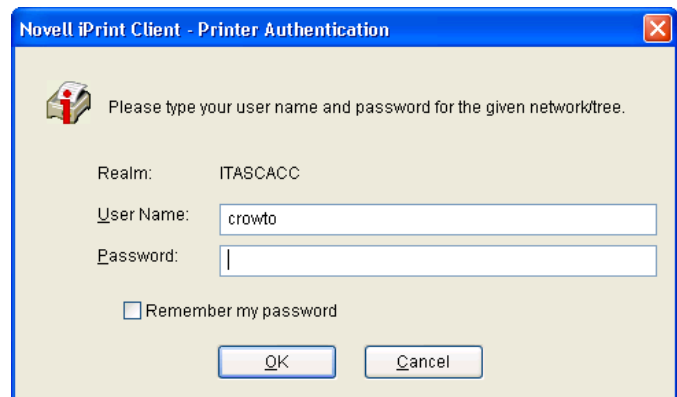 Novell iPrint Client - Printer Authentication
Please type your user name and password for the given network/tree.
Realm: ITASCACC
User Name: crowto
Password:
Remember my password
OK Cancel